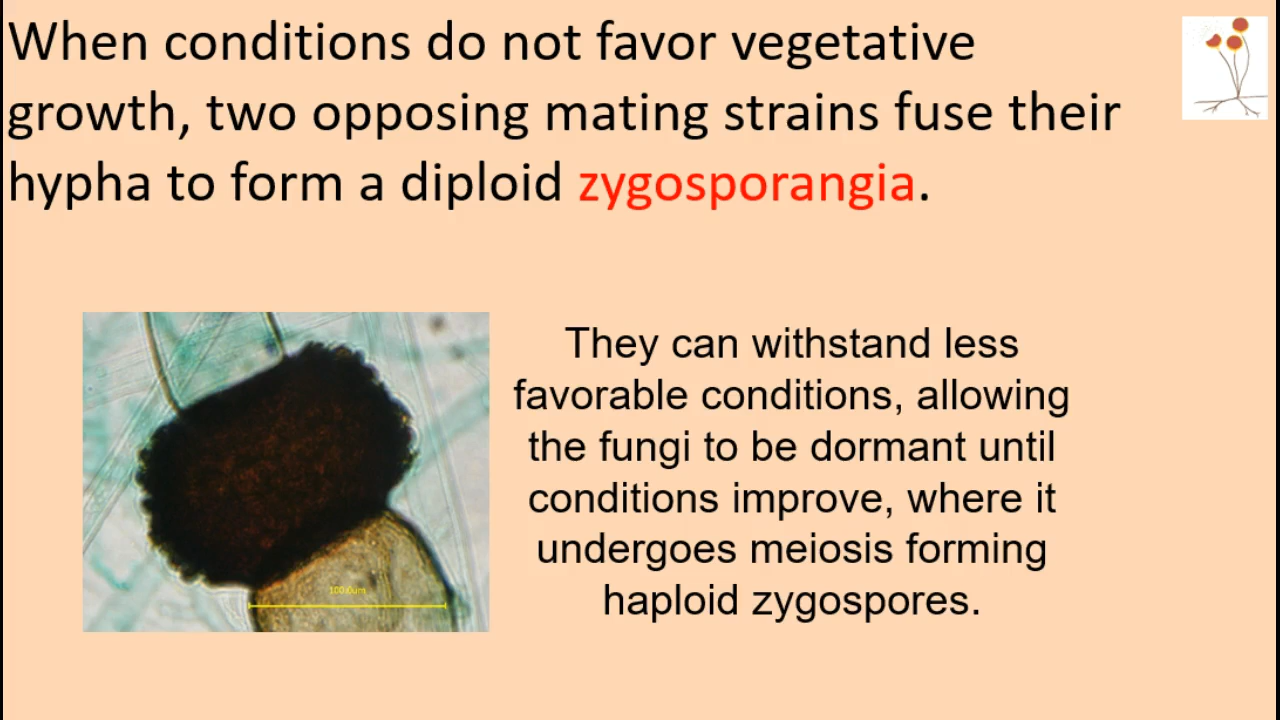 When conditions do not favor vegetative
growth, two opposing mating strains fuse their
hypha to form a diploid zygosporangia.
They can withstand less
favorable conditions, allowing
the fungi to be dormant until
conditions improve, where it
undergoes meiosis forming
haploid zygospores.
100.0um